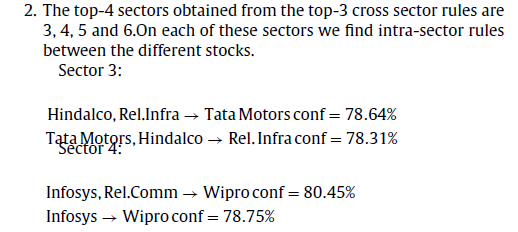 2. The top-4 sectors obtained from the top-3 cross sector rules are
3, 4, 5 and 6.On each of these sectors we find intra-sector rules
between the different stocks.
Sector 3:
Hindalco, Rel.Infra → Tata Motors conf = 78.64%
Tata Motors, Hindalco → Rel. Infra conf = 78.31%
Sector 4:
Infosys, Rel.Comm → Wipro conf = 80.45%
Infosys → Wipro conf = 78.75%